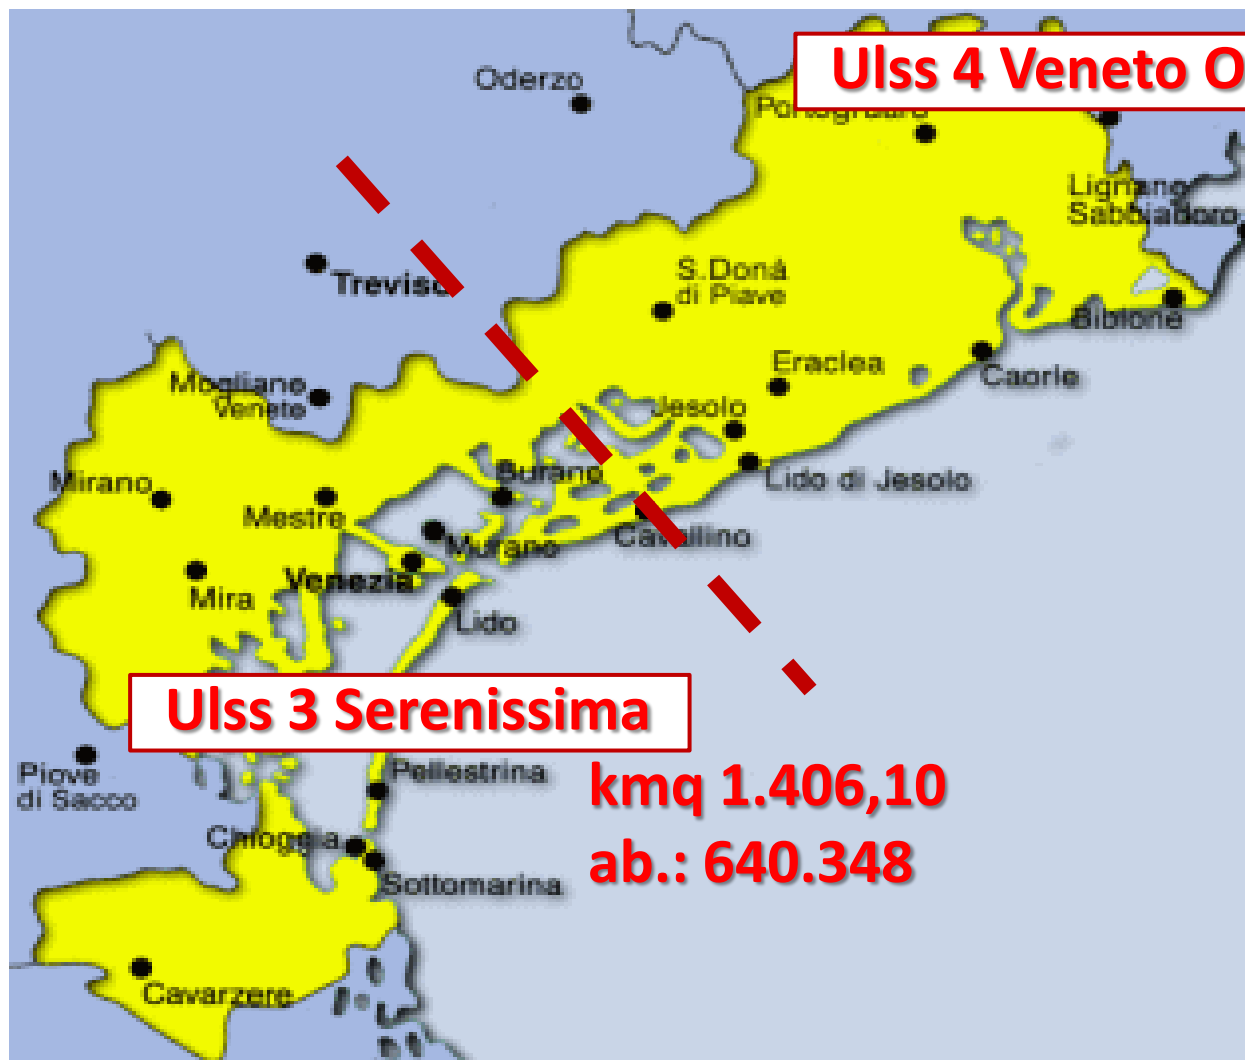 Ulss 4 Veneto O
Oderzo
Portogruaro
Lignano
Sabbiadoro
Treviso
S.Donà
di Piave
Bibione
Caorle
Eraclea
Mogliano
Veneto
Jesolo
Lido di Jesolo
Mirano
Burano
Mestre
Cavallino
Murano
Venezia
Mira
Lido
Ulss 3 Serenissima
Piove
di Sacco
Pellestrina
kmq 1.406,10
ab.: 640.348
Chioggia
Sottomarina
Cavarzere